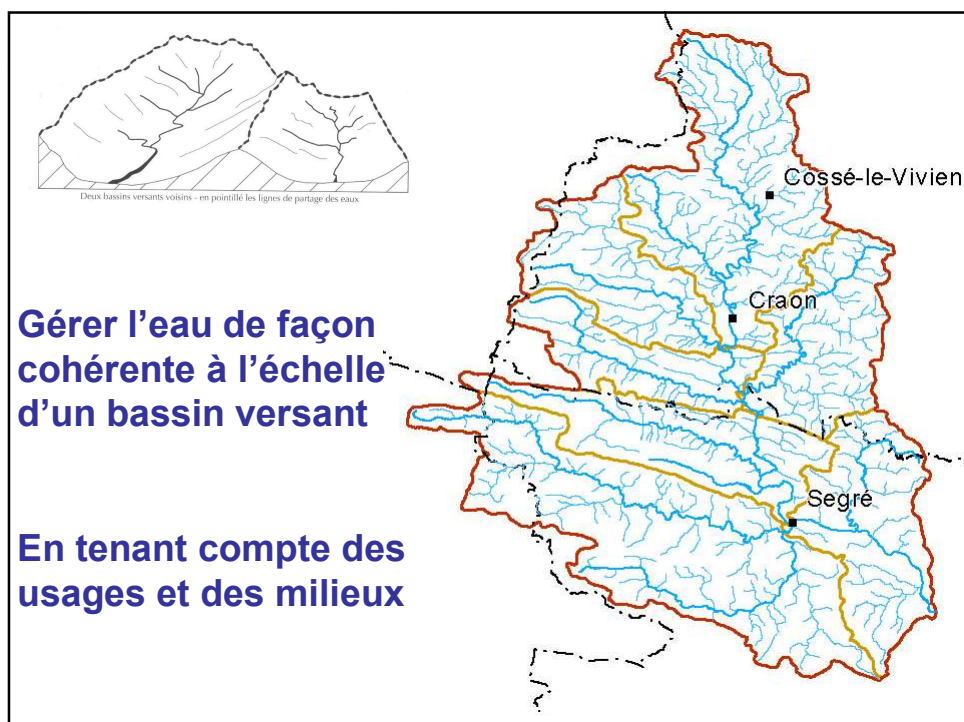 Deux bassins versants voisins - en pointillé les lignes de partage des eaux
Gérer l’eau de façon
cohérente à l’échelle
d’un bassin versant
En tenant compte des
usages et des milieux
Cossé-le-Vivien
Craon
Segré